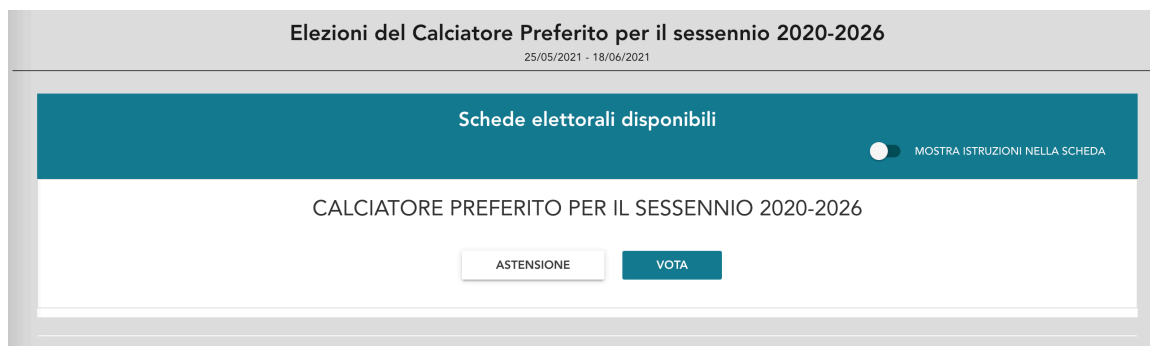 Elezioni del Calciatore Preferito per il sessennio 2020-2026
25/05/2021 - 18/06/2021
Schede elettorali disponibili
MOSTRA ISTRUZIONI NELLA SCHEDA
CALCIATORE PREFERITO PER IL SESSENNIO 2020-2026
ASTENSIONE VOTA